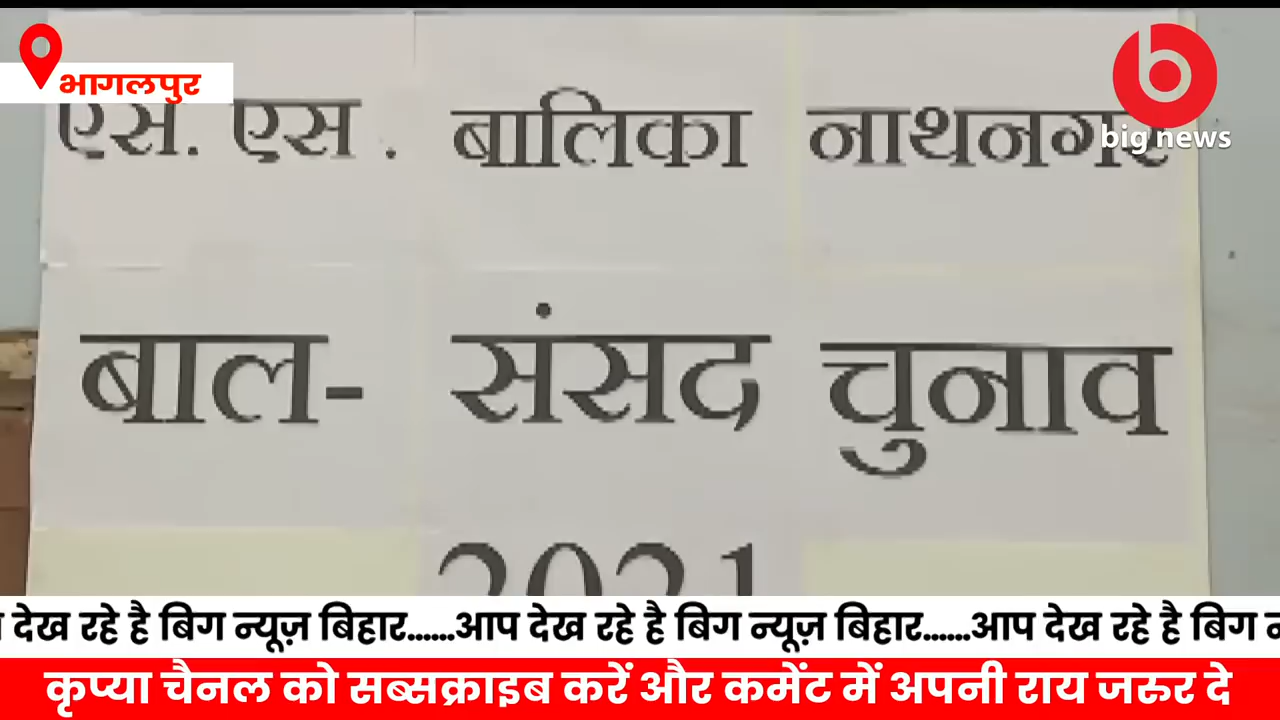 भागलपुर
big news
एस. एस . बालिका नाथनगर
बाल- संसद चुनाव
2021
देख रहे है बिग न्यूज़ बिहार......आप देख रहे है बिग न्यूज़ बिहार......आप देख रहे है बिग
कृप्या चैनल को सब्सक्राइब करें और कमेंट में अपनी राय जरुर दे